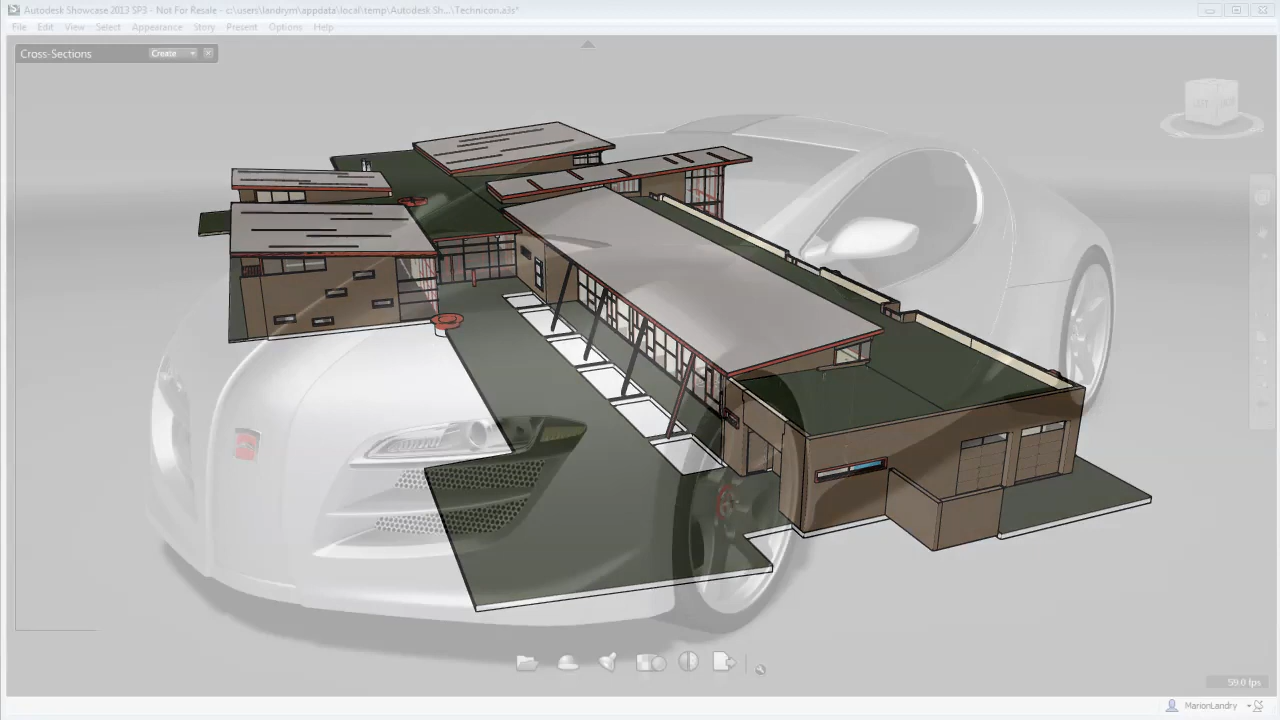 Autodesk Showcase 2013 SP3 - Not For Resale - c:\users\landrym\appdata\local\temp\Autodesk Sh...\Technicon.a3s*
File Edit View Select Appearance Story Present Options Help
Cross-Sections Create
59.0 fps
MarionLandry